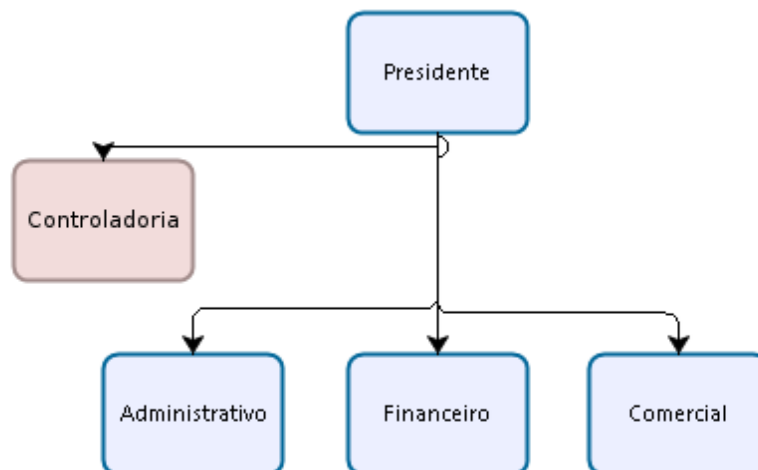 Presidente
Controladoria
Administrativo
Financeiro
Comercial